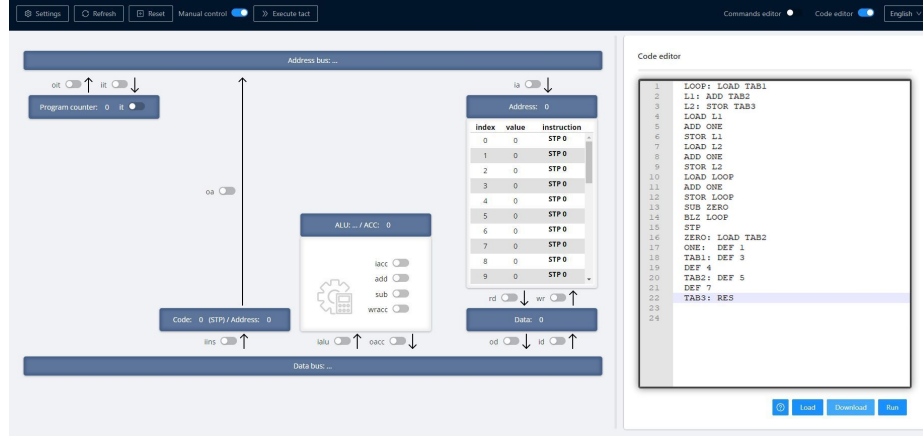 Settings Refresh Reset Manual control Execute tact Commands editor Code editor English
Address bus: ...
oit iit ia
Program counter: 0 it
Address: 0
index value instruction
0 0 STP 0
1 0 STP 0
2 0 STP 0
3 0 STP 0
4 0 STP 0
5 0 STP 0
6 0 STP 0
7 0 STP 0
8 0 STP 0
9 0 STP 0
oa
ALU: ... / ACC: 0
iacc
add
sub
wracc
rd wr
Code: 0 (STP) / Address: 0
Data: 0
iins ialu oacc od id
Data bus: ...
Code editor
1 LOOP: LOAD TAB1
2 L1: ADD TAB2
3 L2: STOR TAB3
4 LOAD L1
5 ADD ONE
6 STOR L1
7 LOAD L2
8 ADD ONE
9 STOR L2
10 LOAD LOOP
11 ADD ONE
12 STOR LOOP
13 SUB ZERO
14 BLZ LOOP
15 STP
16 ZERO: LOAD TAB2
17 ONE: DEF 1
18 TAB1: DEF 3
19 DEF 4
20 TAB2: DEF 5
21 DEF 7
22 TAB3: RES
23
24
? Load Download Run